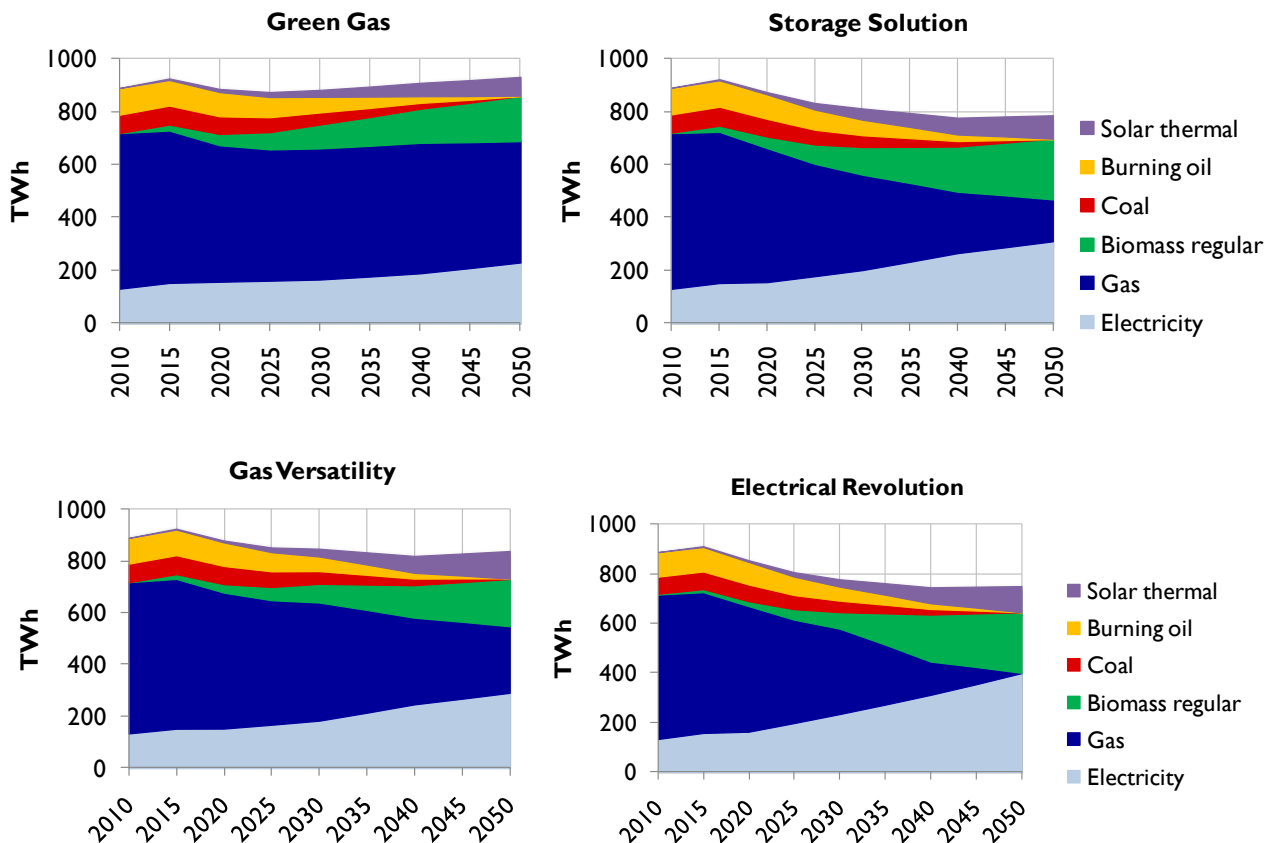 Green Gas
1000
800
600
400
200
0
TWh
2010 2015 2020 2025 2030 2035 2040 2045 2050
Storage Solution
1000
800
600
400
200
0
TWh
2010 2015 2020 2025 2030 2035 2040 2045 2050
Solar thermal
Burning oil
Coal
Biomass regular
Gas
Electricity
Gas Versatility
1000
800
600
400
200
0
TWh
2010 2015 2020 2025 2030 2035 2040 2045 2050
Electrical Revolution
1000
800
600
400
200
0
TWh
2010 2015 2020 2025 2030 2035 2040 2045 2050
Solar thermal
Burning oil
Coal
Biomass regular
Gas
Electricity